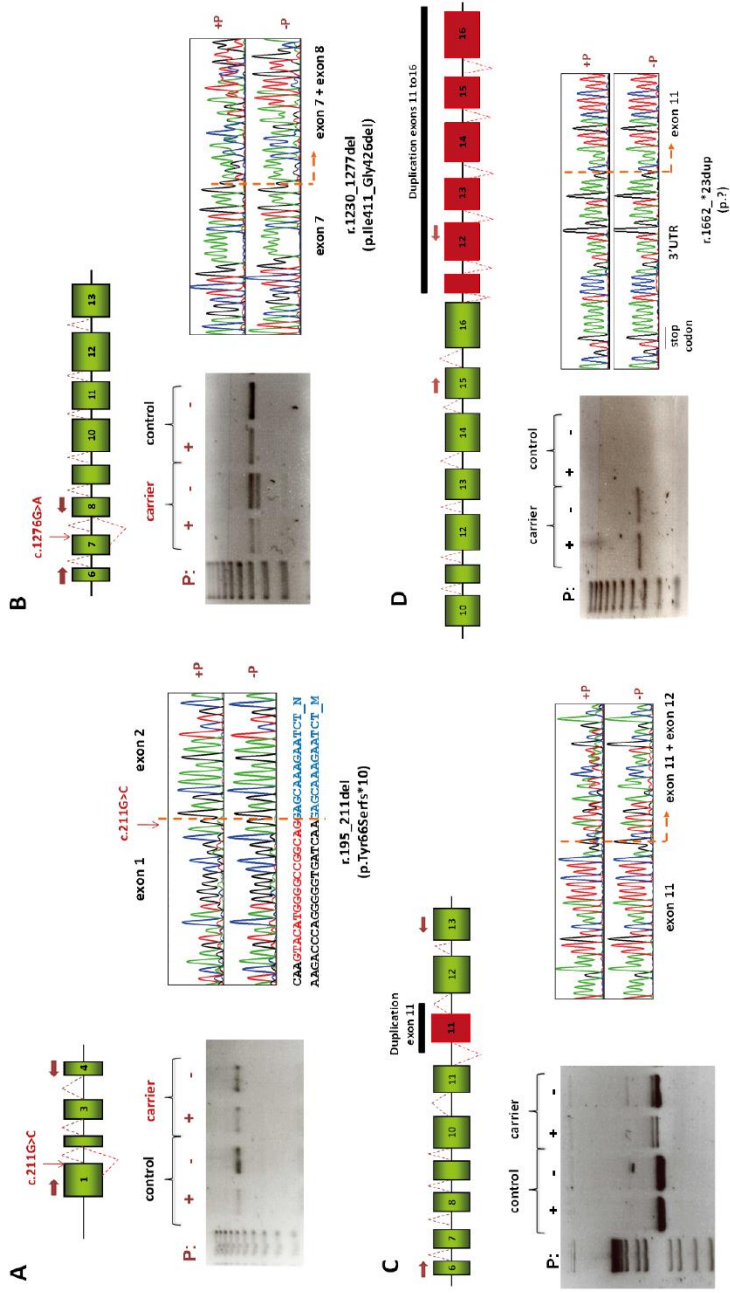 A
c.211G>C
1
3
4
control
carrier
P:
+
-
+
-
c.211G>C
exon 1
exon 2
+P
-P
CAAGTACATGGGGCCGGCAGGAGCAAAGAATCT_N
AAGACCCAGGGGGTGATCAAGAGCAAAGAATCT_M
r.195_211del
(p.Tyr66Serfs*10)
B
c.1276G>A
6
7
8
10
11
12
13
carrier
control
P:
+
-
+
-
+P
-P
exon 7
exon 7 + exon 8
r.1230_1277del
(p.Ile411_Gly426del)
C
Duplication
exon 11
6
7
8
10
11
11
12
13
control
carrier
P:
+
+
-
+
-
+P
-P
exon 11
exon 11 + exon 12
D
Duplication exons 11 to16
10
12
13
14
15
16
12
13
14
15
16
carrier
control
P:
+
-
+
-
+P
-P
stop
codon
3'UTR
exon 11
r.1662_*23dup
(p.?)